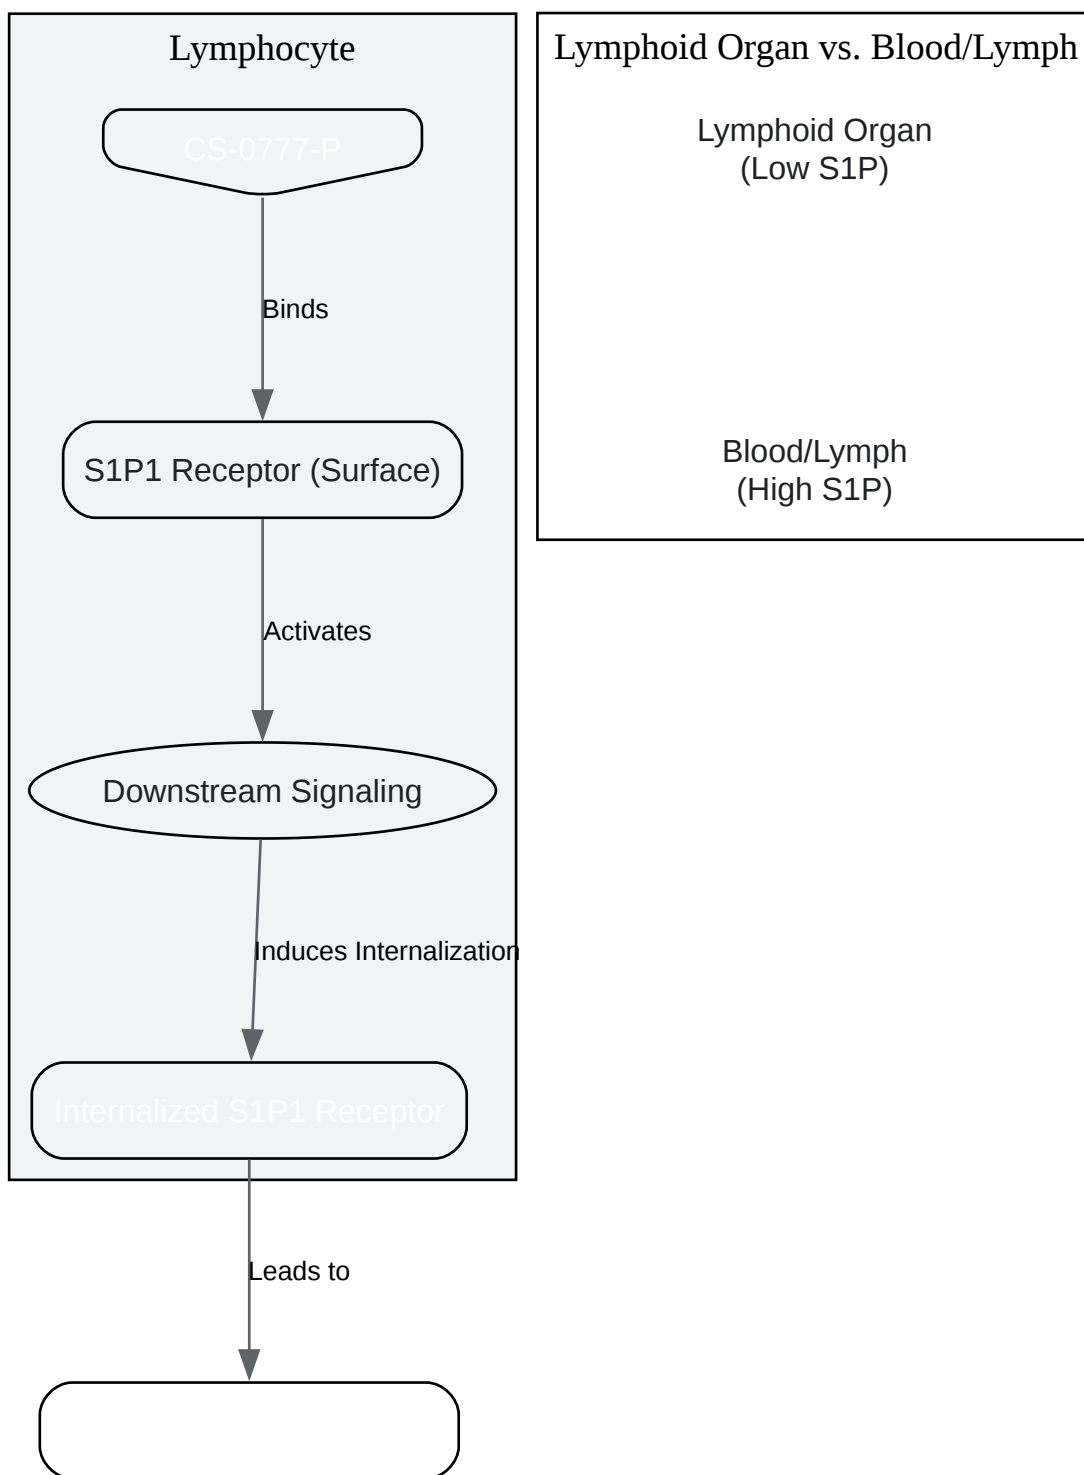 Lymphocyte
CS-0777-P
Binds
S1P1 Receptor (Surface)
Activates
Downstream Signaling
Induces Internalization
Internalized S1P1 Receptor
Leads to
Lymphoid Organ vs. Blood/Lymph
Lymphoid Organ
(Low S1P)
Blood/Lymph
(High S1P)